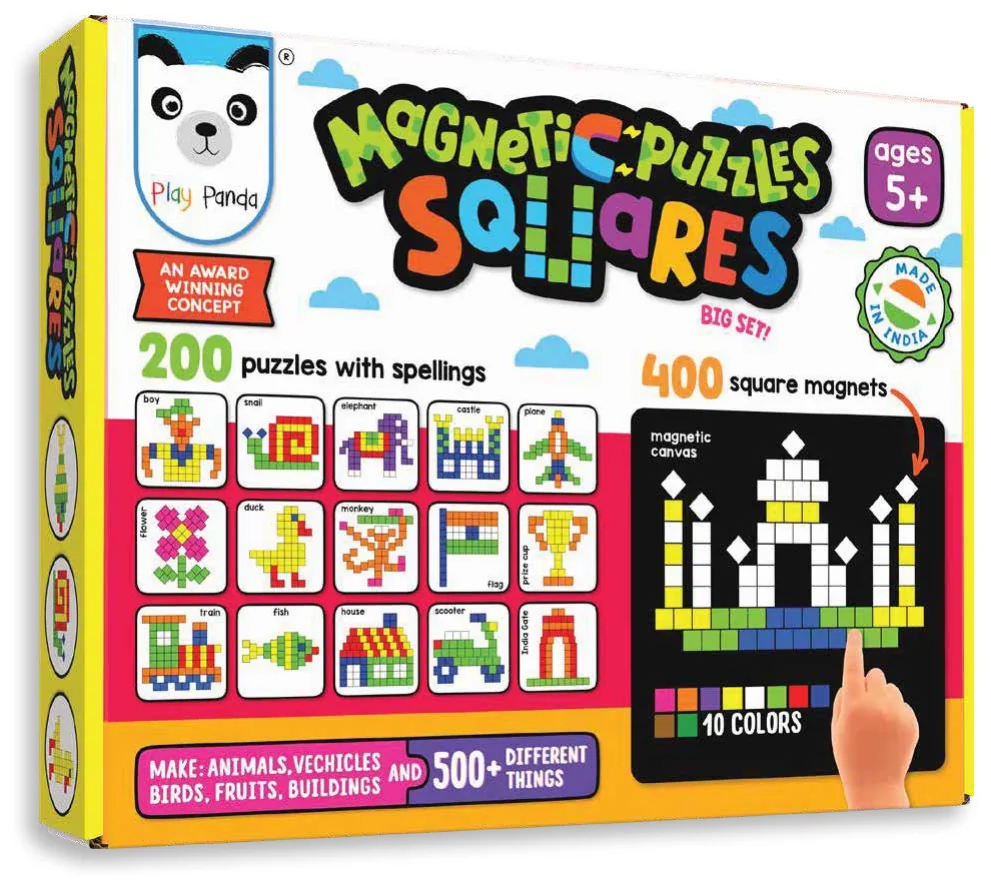 Play Panda
®
MAGNETIC PUZZLES
SQUARES
BIG SET!
ages
5+
MADE
IN INDIA
AN AWARD
WINNING
CONCEPT
200 puzzles with spellings
boy
snail
elephant
castle
plane
flower
duck
monkey
flag
prize cup
train
fish
house
scooter
India Gate
400 square magnets
magnetic
canvas
10 COLORS
MAKE: ANIMALS, VECHICLES
BIRDS, FRUITS, BUILDINGS
AND
500+ DIFFERENT
THINGS
MAGNETIC PUZZLES
SQUARES